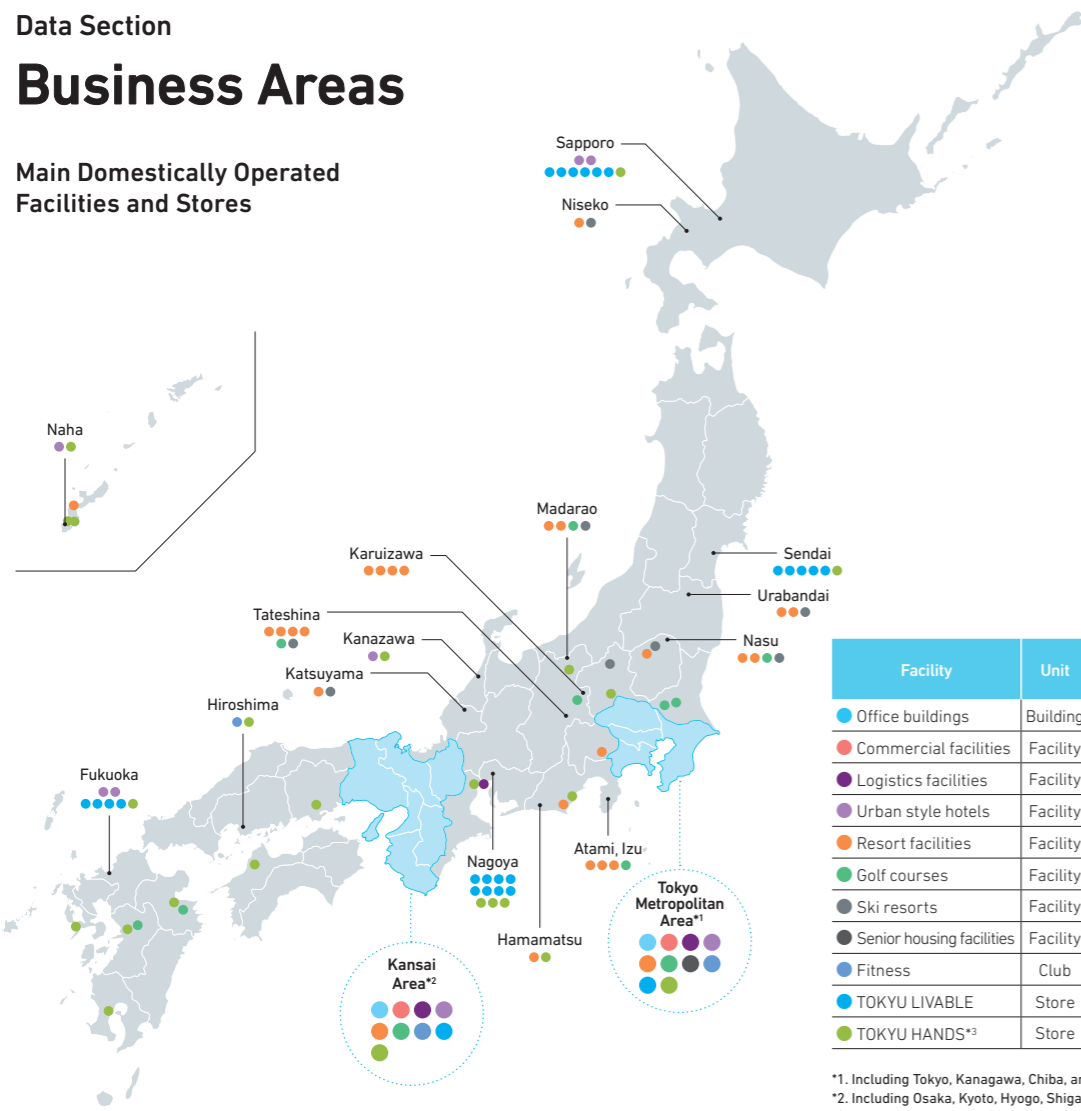 Data Section
Business Areas
Main Domestically Operated
Facilities and Stores
Sapporo
Niseko
Naha
Madarao
Karuizawa
Sendai
Urabandai
Tateshina
Nasu
Kanazawa
Katsuyama
Hiroshima
Fukuoka
Nagoya
Atami, Izu
Hamamatsu
Tokyo
Metropolitan
Area*1
Kansai
Area*2
Facility Unit
Office buildings Building
Commercial facilities Facility
Logistics facilities Facility
Urban style hotels Facility
Resort facilities Facility
Golf courses Facility
Ski resorts Facility
Senior housing facilities Facility
Fitness Club
TOKYU LIVABLE Store
TOKYU HANDS*3 Store
*1. Including Tokyo, Kanagawa, Chiba,
*2. Including Osaka, Kyoto, Hyogo, Shiga